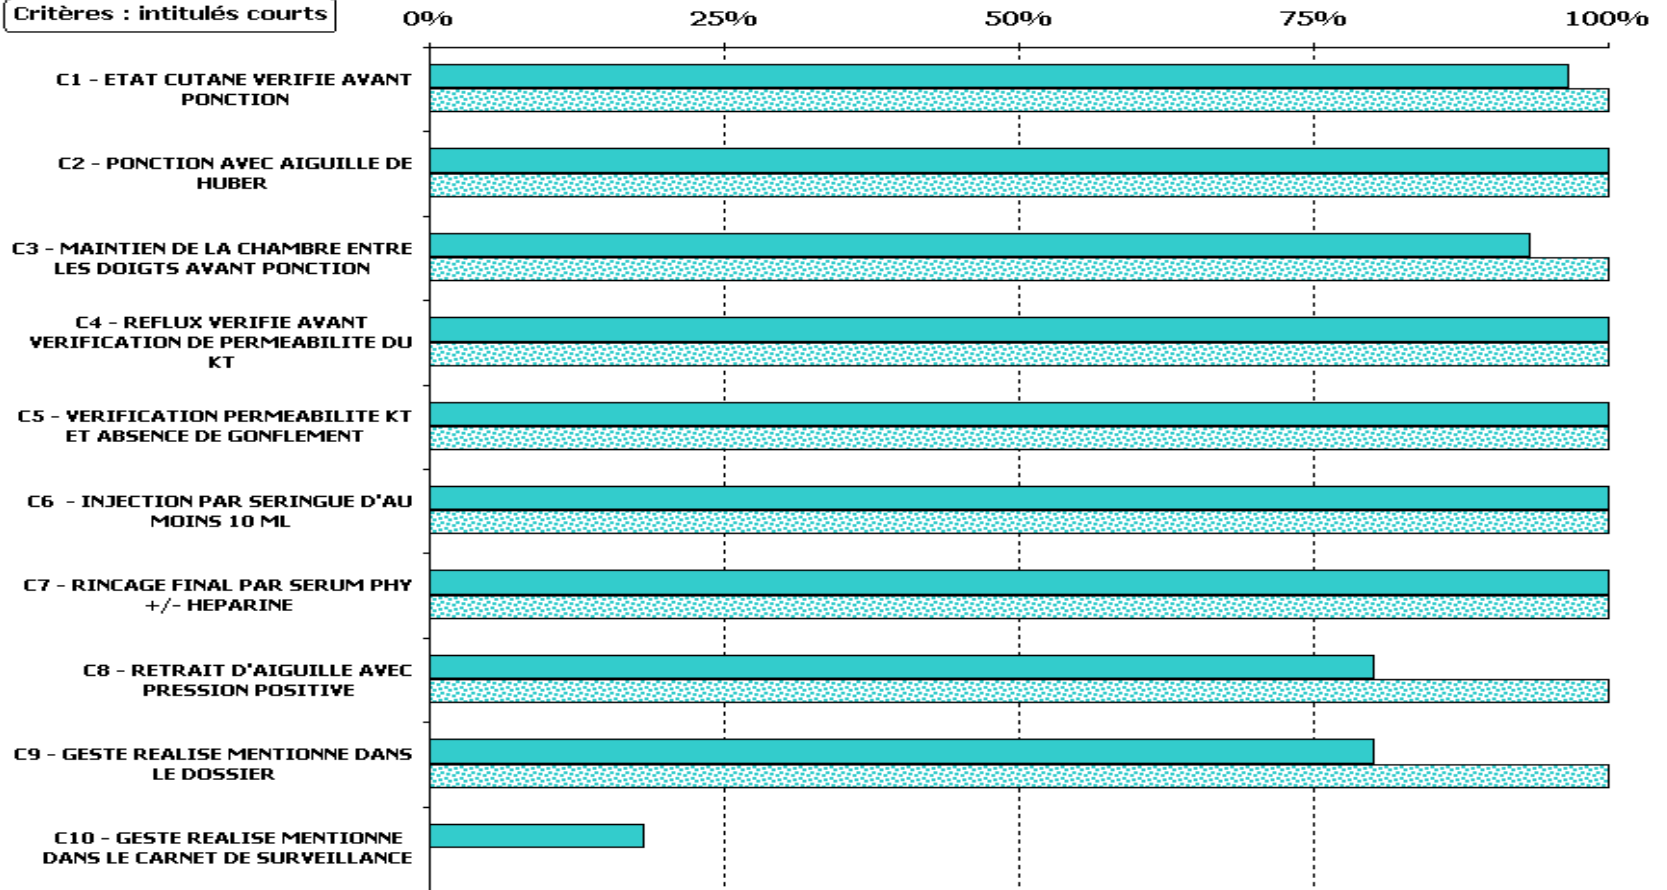 Critères : intitulés courts
0% 25% 50% 75% 100%
C1 - ETAT CUTANE VERIFIE AVANT
PONCTION
C2 - PONCTION AVEC AIGUILLE DE
HUBER
C3 - MAINTIEN DE LA CHAMBRE ENTRE
LES DOIGTS AVANT PONCTION
C4 - REFLUX VERIFIE AVANT
VERIFICATION DE PERMEABILITE DU
KT
C5 - VERIFICATION PERMEABILITE KT
ET ABSENCE DE GONFLEMENT
C6 - INJECTION PAR SERINGUE D'AU
MOINS 10 ML
C7 - RINCAGE FINAL PAR SERUM PHY
+/- HEPARINE
C8 - RETRAIT D'AIGUILLE AVEC
PRESSION POSITIVE
C9 - GESTE REALISE MENTIONNE DANS
LE DOSSIER
C10 - GESTE REALISE MENTIONNE
DANS LE CARNET DE SURVEILLANCE